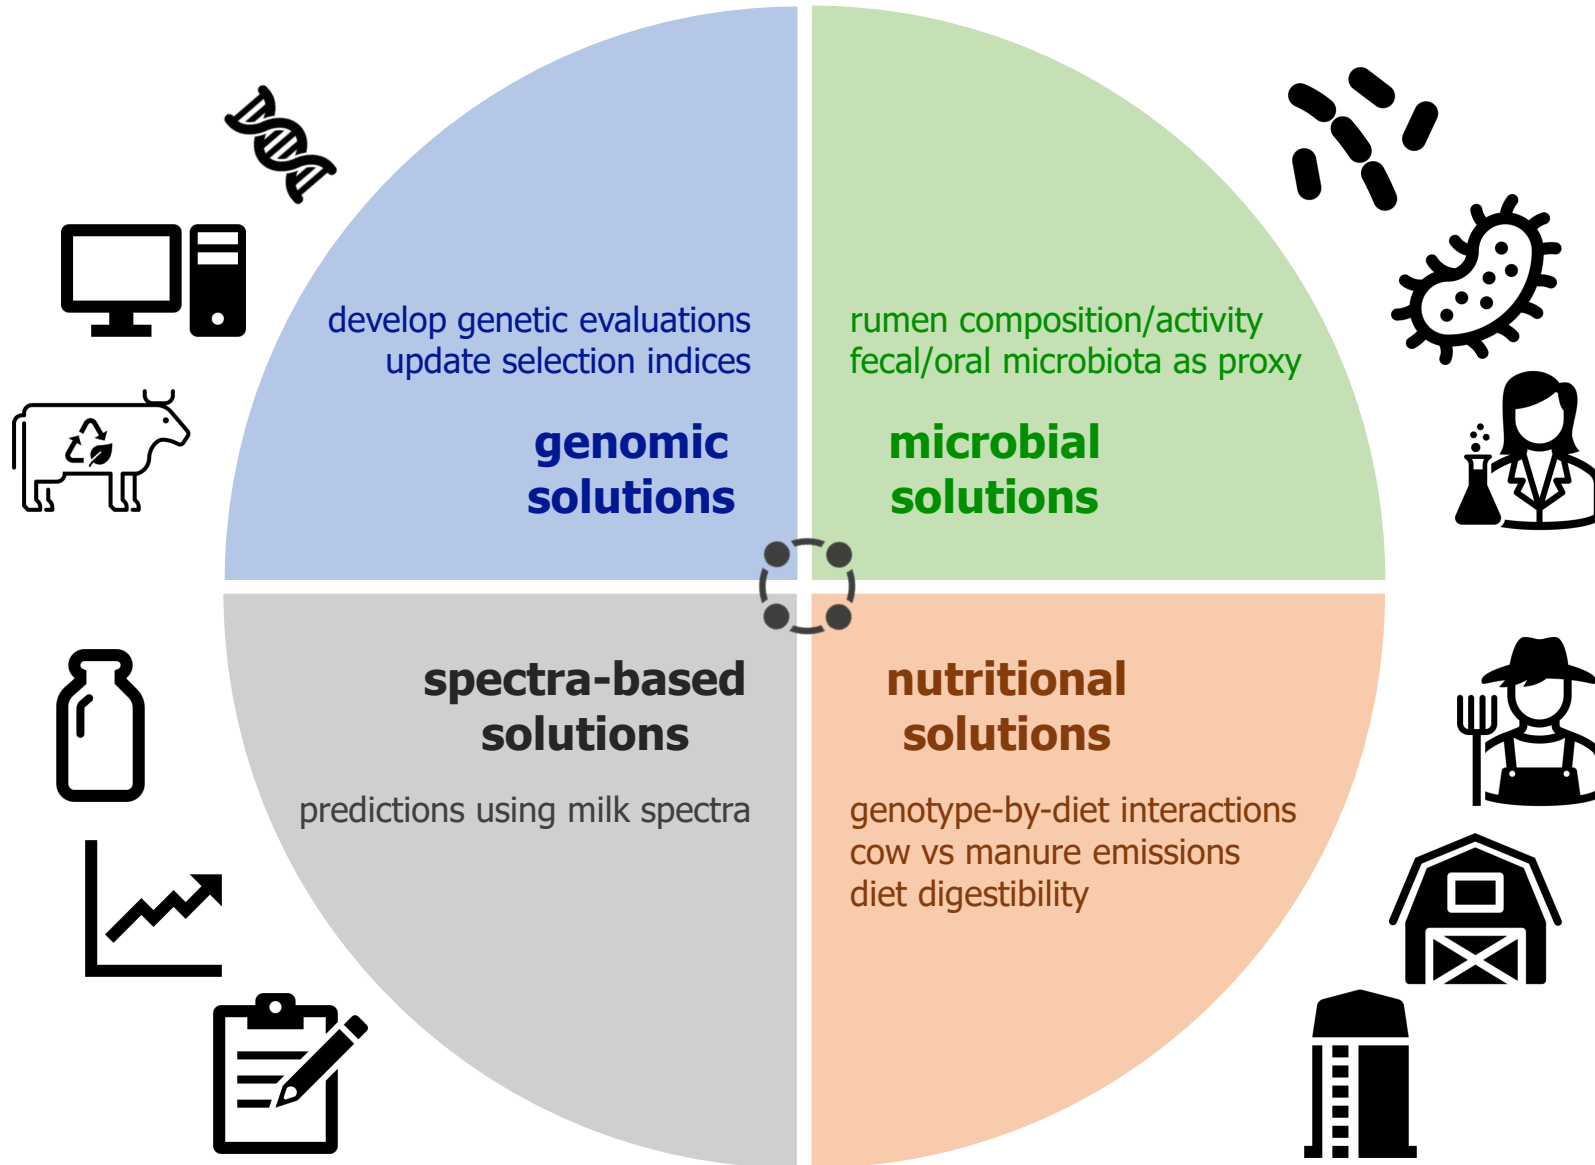 develop genetic evaluations
update selection indices
genomic
solutions
rumen composition/activity
fecal/oral microbiota as proxy
microbial
solutions
spectra-based
solutions
predictions using milk spectra
nutritional
solutions
genotype-by-diet interactions
cow vs manure emissions
diet digestibility